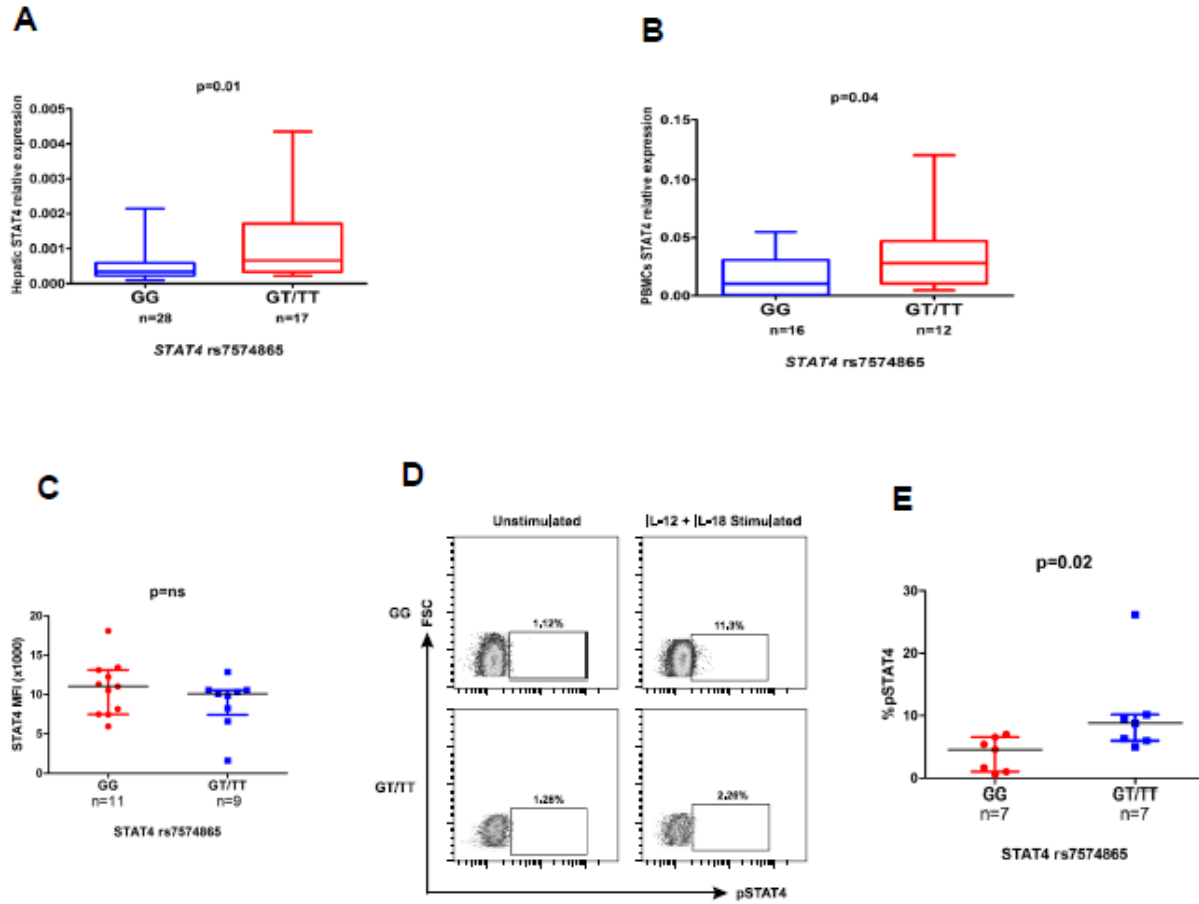 A
p=0.01
Hepatic STAT4 relative expression
0.005
0.004
0.003
0.002
0.001
0.000
GG
GT/TT
n=28
n=17
STAT4 rs7574865
B
p=0.04
PBMCs STAT4 relative expression
0.15
0.10
0.05
0.00
GG
GT/TT
n=16
n=12
STAT4 rs7574865
C
p=ns
STAT4 MFI (x1000)
20
15
10
5
0
GG
GT/TT
n=11
n=9
STAT4 rs7574865
D
Unstimulated
IL-12 + IL-18 Stimulated
GG
FSC
1.12%
11.3%
GT/TT
1.28%
2.26%
pSTAT4
E
p=0.02
%pSTAT4
30
20
10
0
GG
GT/TT
n=7
n=7
STAT4 rs7574865